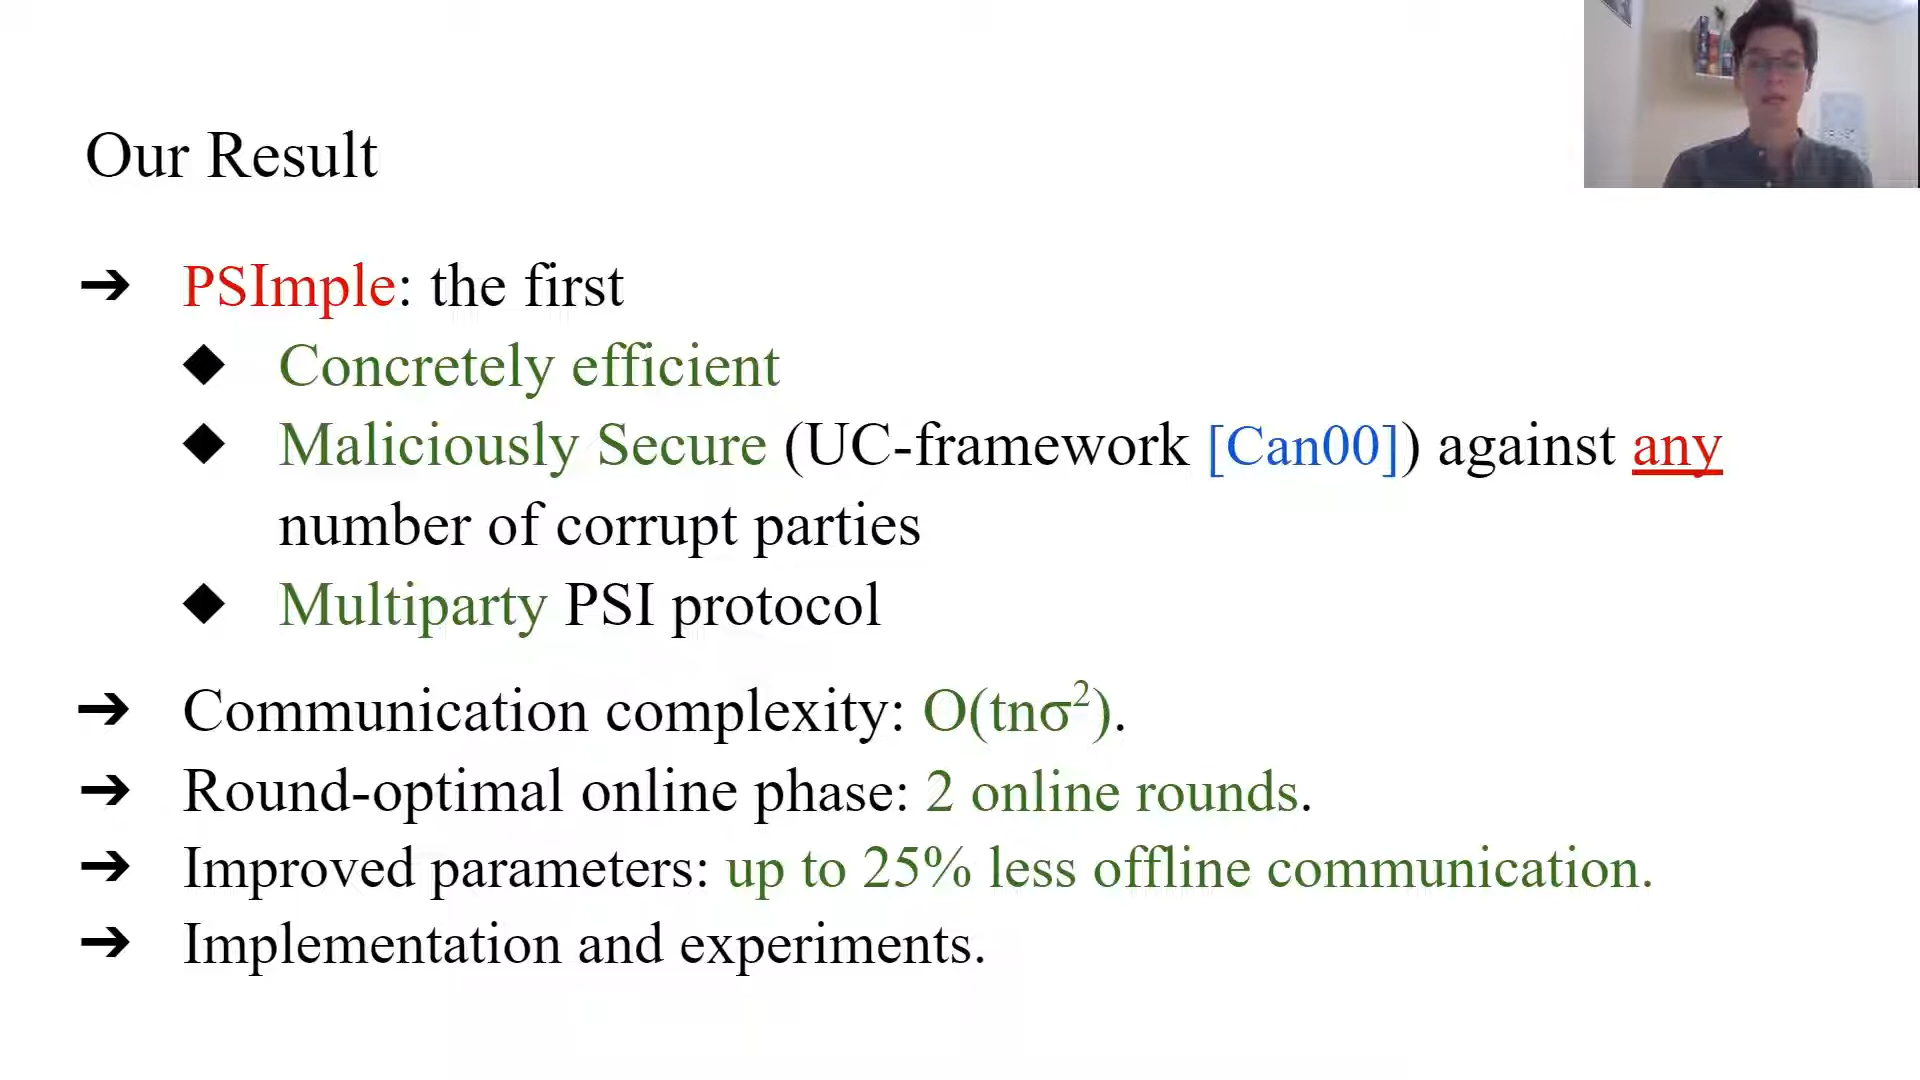 Our Result
➔ PSImple: the first
◆ Concretely efficient
◆ Maliciously Secure (UC-framework [Can00]) against any
number of corrupt parties
◆ Multiparty PSI protocol
➔ Communication complexity: O(tnσ²).
➔ Round-optimal online phase: 2 online rounds.
➔ Improved parameters: up to 25% less offline communication.
➔ Implementation and experiments.